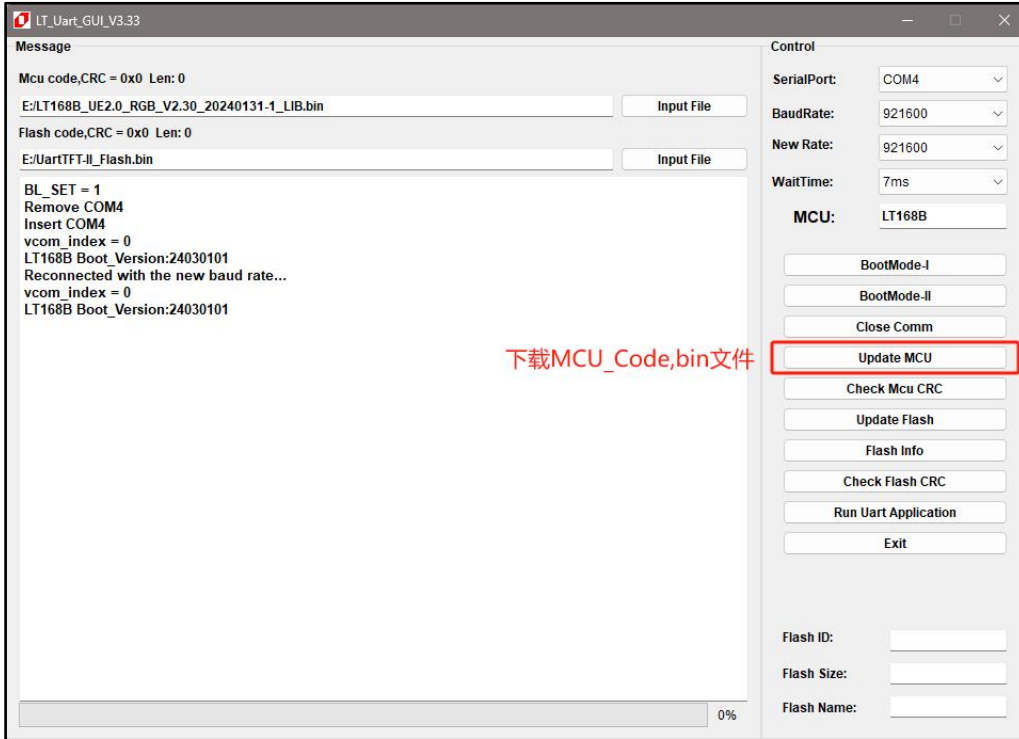 LT_Uart_GUI_V3.33
Message
Mcu code,CRC = 0x0 Len: 0
E:/LT168B_UE2.0_RGB_V2.30_20240131-1_LIB.bin
Input File
Flash code,CRC = 0x0 Len: 0
E:/UartTFT-II_Flash.bin
Input File
BL_SET = 1
Remove COM4
Insert COM4
vcom_index = 0
LT168B Boot_Version:24030101
Reconnected with the new baud rate...
vcom_index = 0
LT168B Boot_Version:24030101
0%
Control
SerialPort: COM4
BaudRate: 921600
New Rate: 921600
WaitTime: 7ms
MCU: LT168B
BootMode-I
BootMode-II
Close Comm
下载MCU_Code,bin文件
Update MCU
Check Mcu CRC
Update Flash
Flash Info
Check Flash CRC
Run Uart Application
Exit
Flash ID:
Flash Size:
Flash Name: